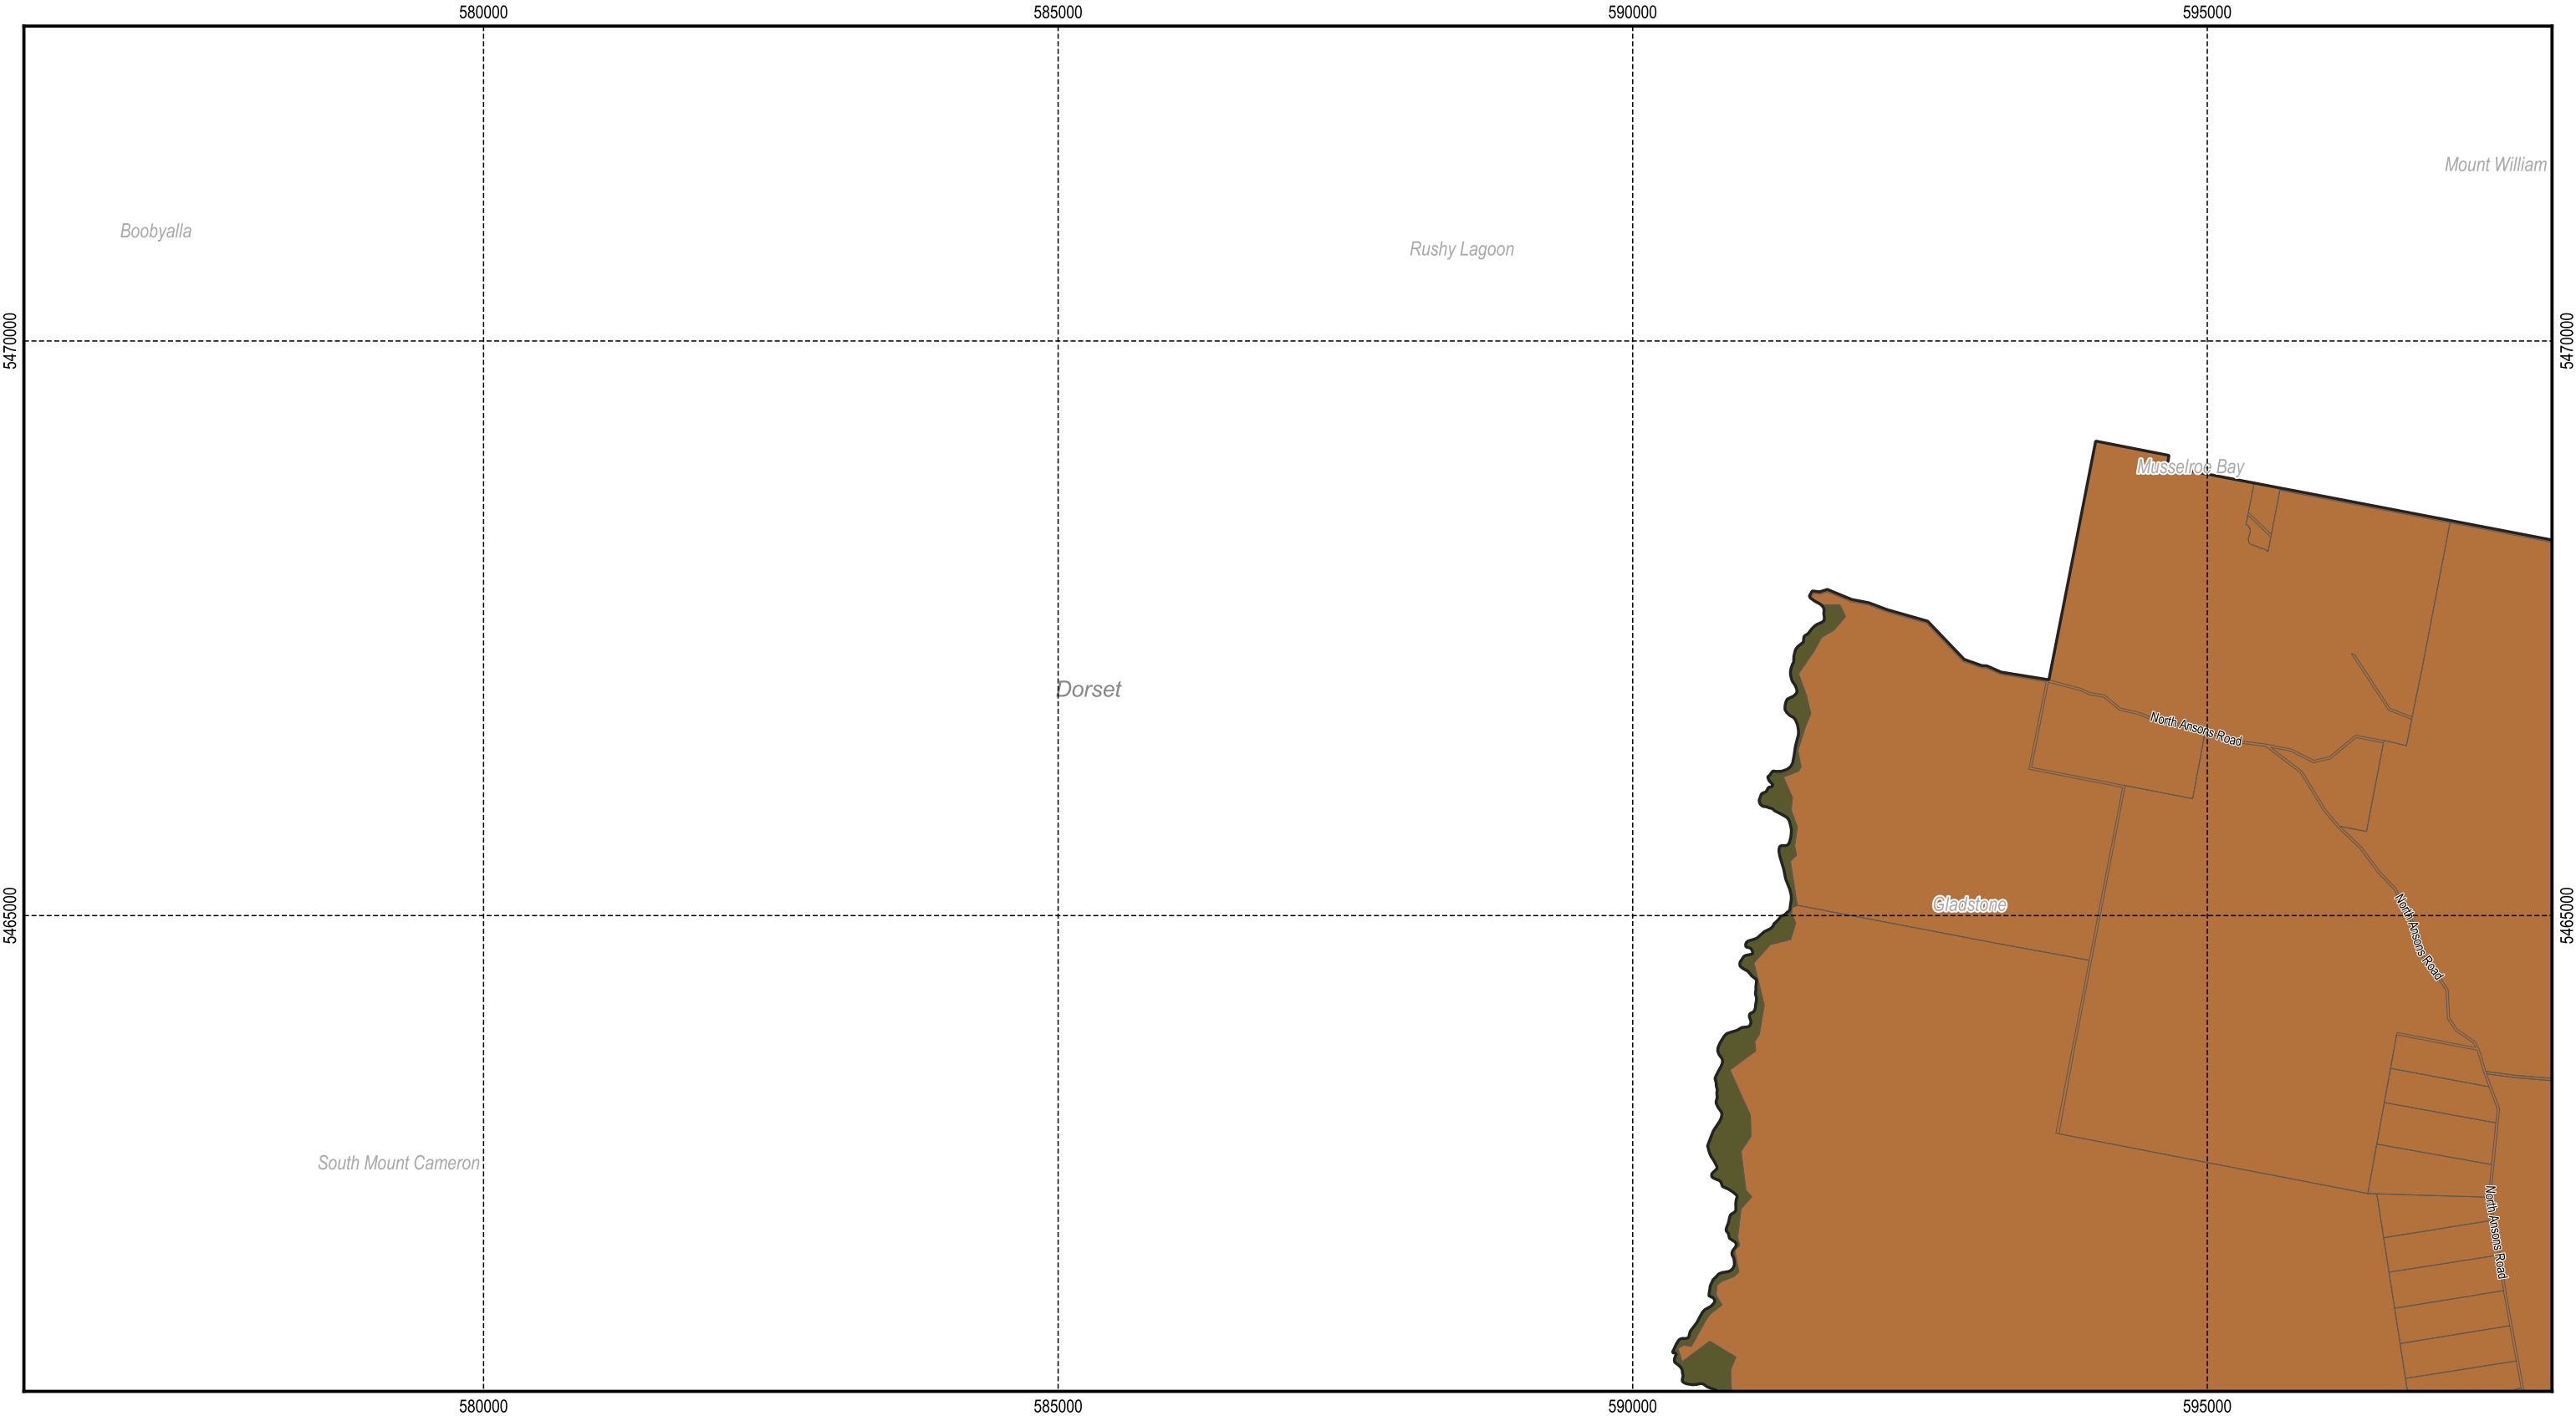 580000 585000 590000 595000
Mount William
Boobyalla
Rushy Lagoon
5470000 5470000
Musselroe Bay
Dorset
North Ansons Road
Gladstone
5465000 5465000
North Ansons Road
South Mount Cameron
North Ansons Road
580000 585000 590000 595000